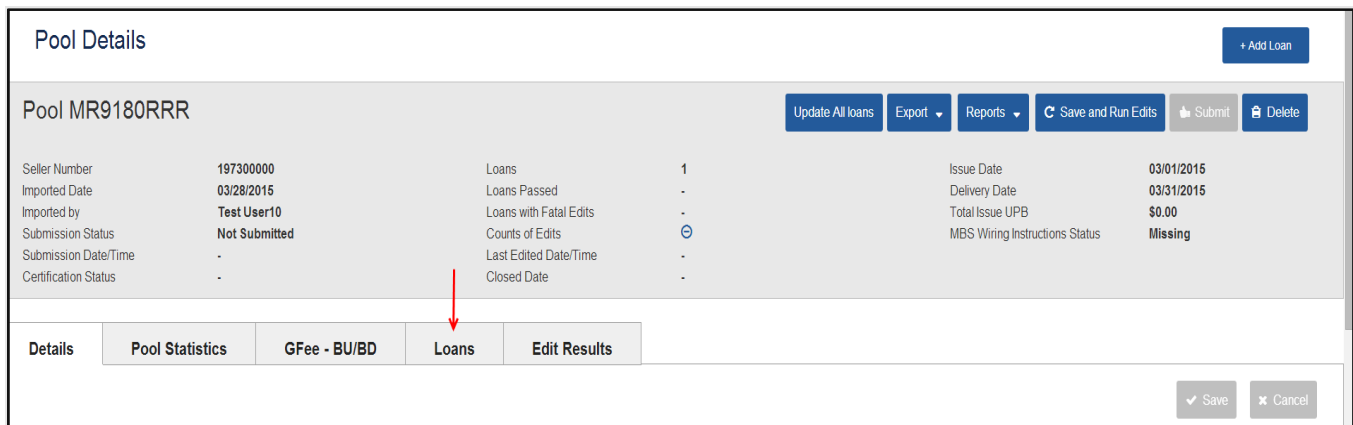 Pool Details
+ Add Loan
Pool MR9180RRR
Update All loans Export Reports Save and Run Edits Submit Delete
Seller Number 197300000 Loans 1 Issue Date 03/01/2015
Imported Date 03/28/2015 Loans Passed - Delivery Date 03/31/2015
Imported by Test User10 Loans with Fatal Edits - Total Issue UPB $0.00
Submission Status Not Submitted Counts of Edits MBS Wiring Instructions Status Missing
Submission Date/Time - Last Edited Date/Time -
Certification Status - Closed Date -
Details Pool Statistics GFee - BU/BD Loans Edit Results
Save Cancel